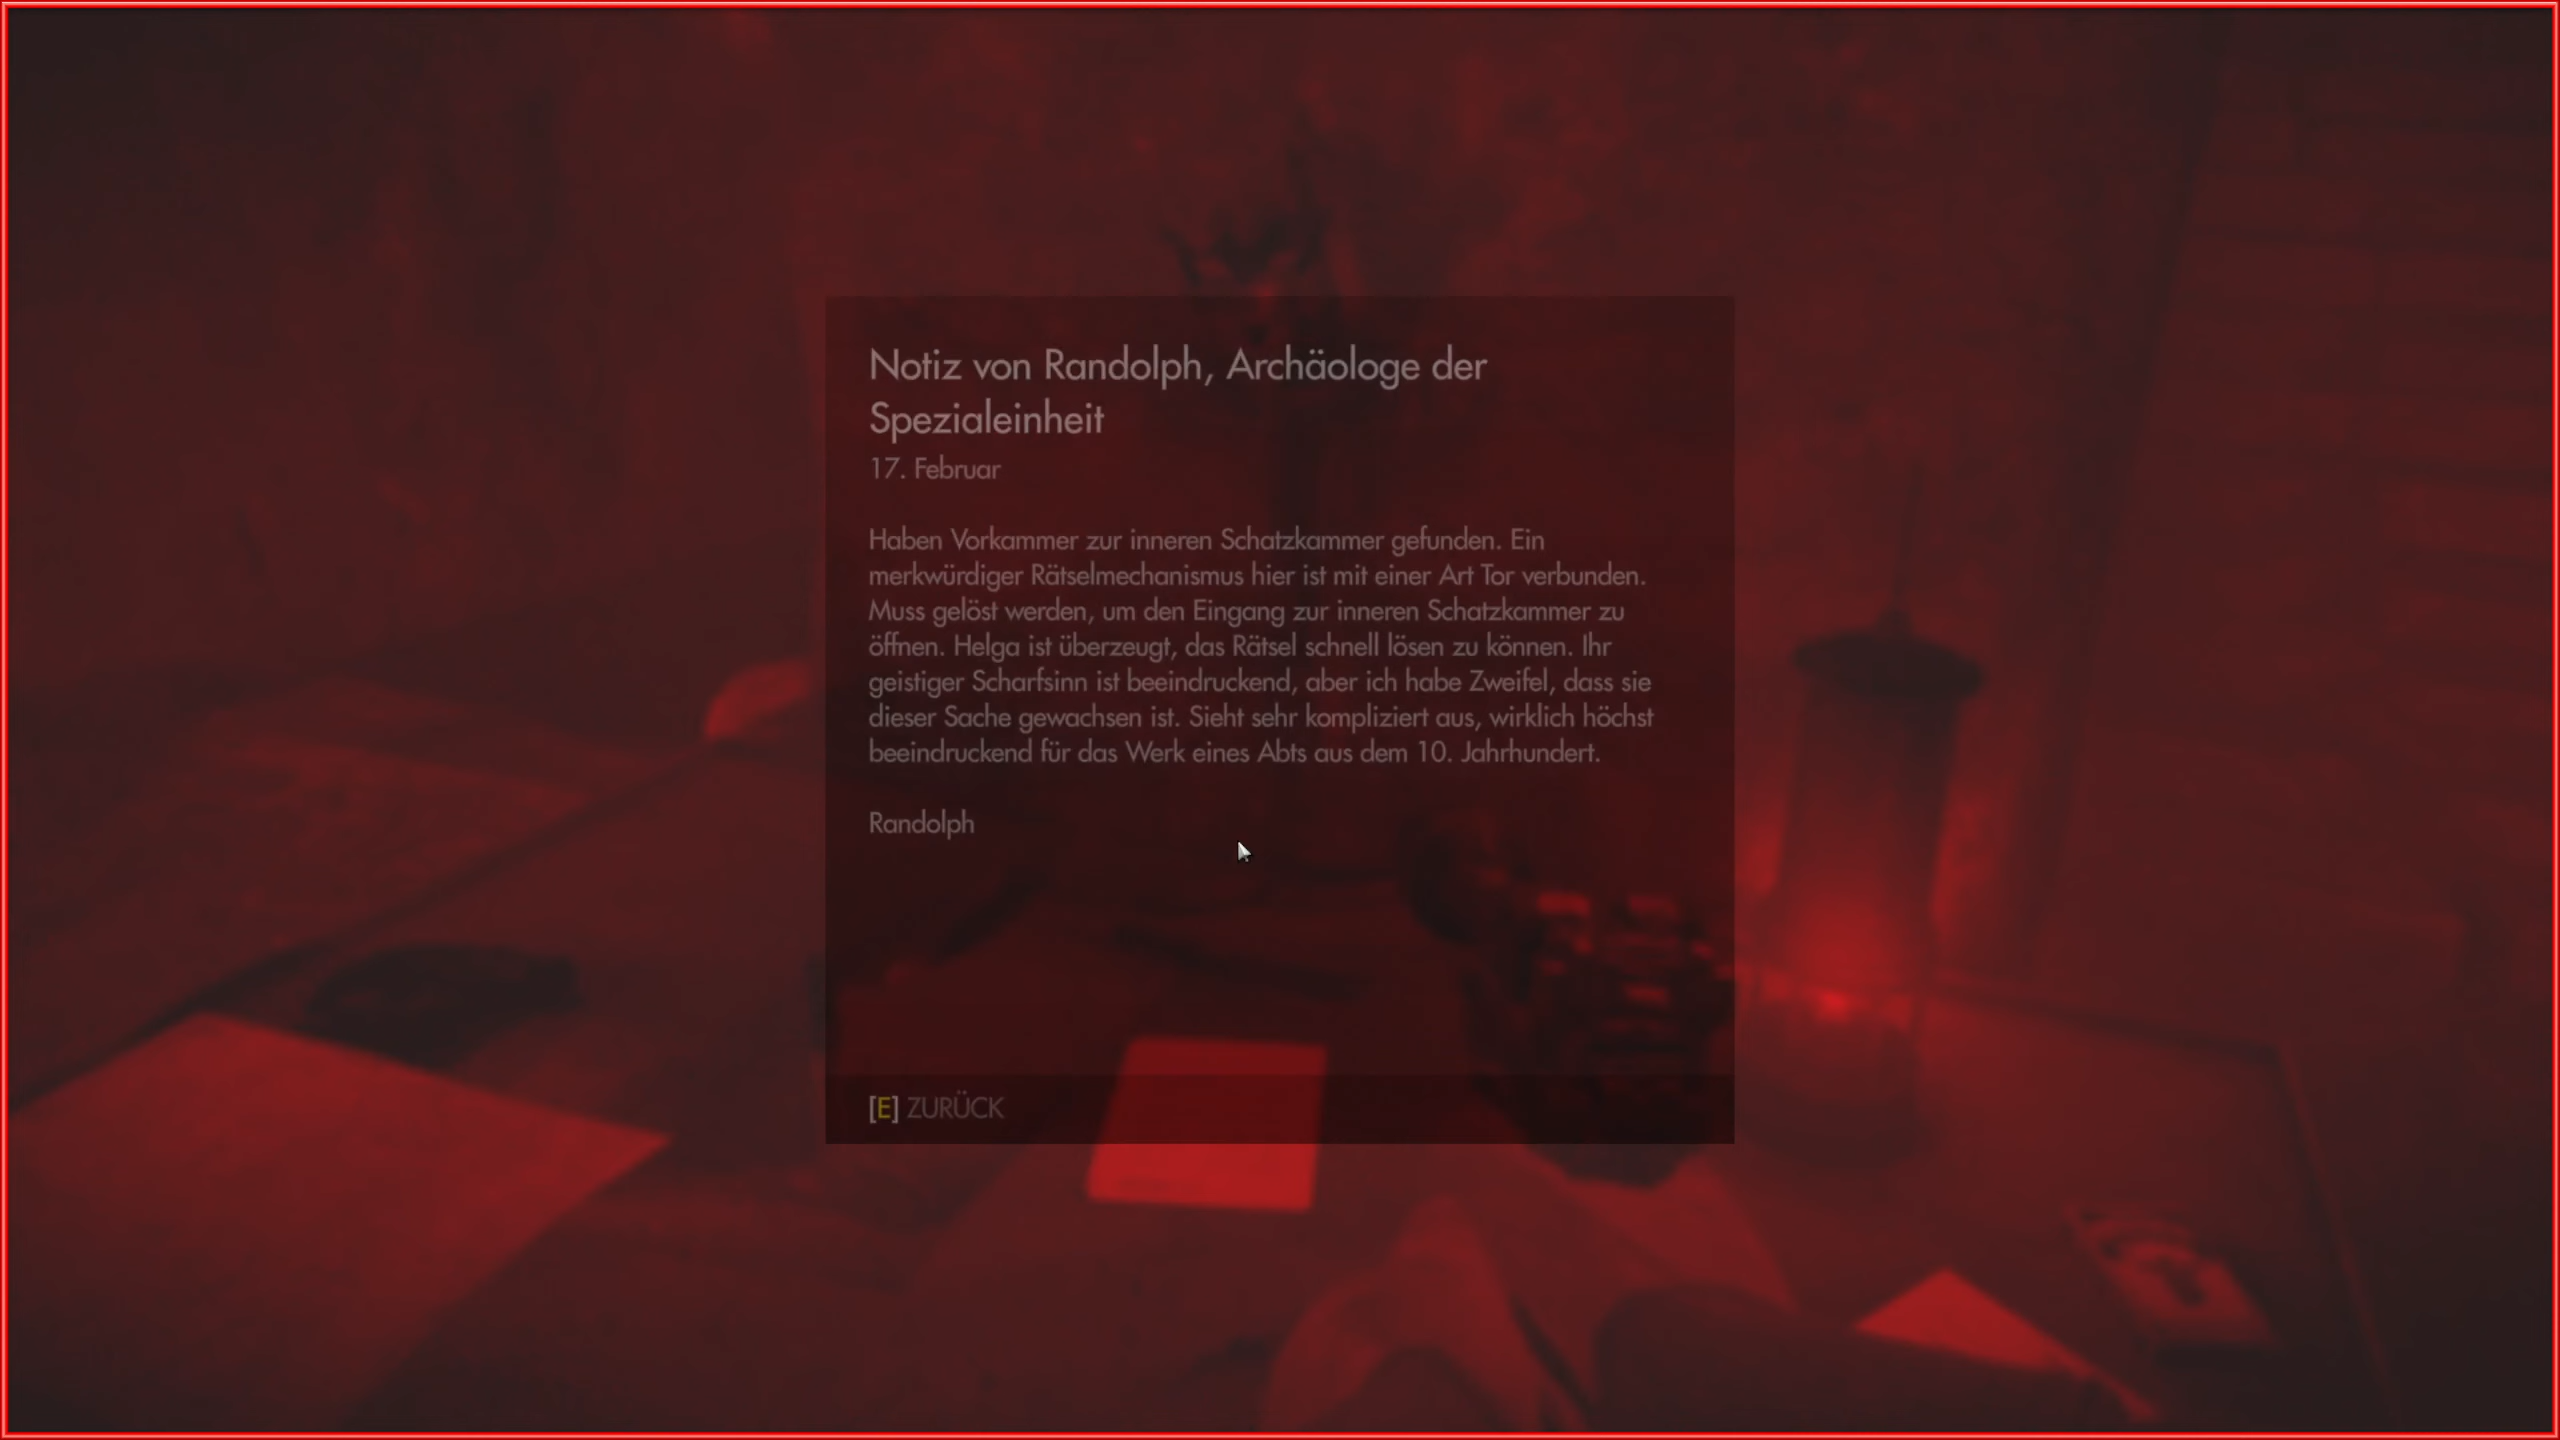 Notiz von Randolph, Archäologe der
Spezialeinheit
17. Februar
Haben Vorkammer zur inneren Schatzkammer gefunden. Ein
merkwürdiger Rätselmechanismus hier ist mit einer Art Tor verbunden.
Muss gelöst werden, um den Eingang zur inneren Schatzkammer zu
öffnen. Helga ist überzeugt, das Rätsel schnell lösen zu können. Ihr
geistiger Scharfsinn ist beeindruckend, aber ich habe Zweifel, dass sie
dieser Sache gewachsen ist. Sieht sehr kompliziert aus, wirklich höchst
beeindruckend für das Werk eines Abts aus dem 10. Jahrhundert.
Randolph
[E] ZURÜCK